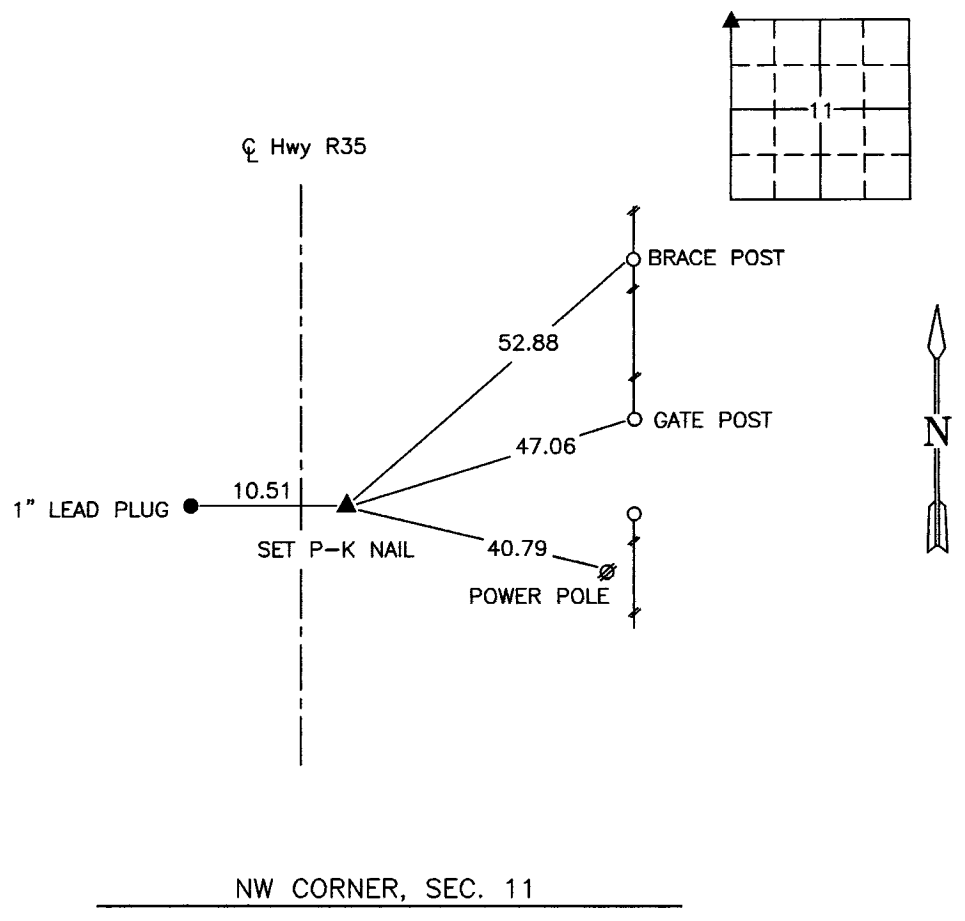 11
℄ Hwy R35
BRACE POST
52.88
GATE POST
47.06
N
10.51
1” LEAD PLUG
SET P-K NAIL
40.79
POWER POLE
NW CORNER, SEC. 11